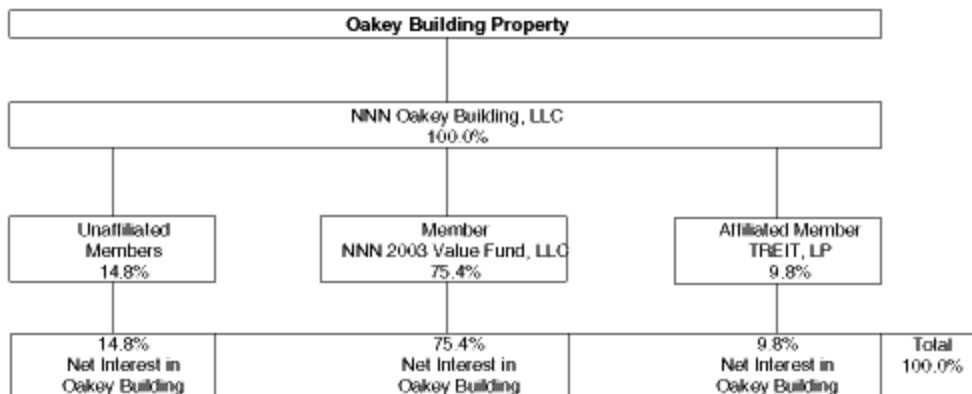 Oakey Building Property
NNN Oakey Building, LLC
100.0%
Unaffiliated
Members
14.8%
Member
NNN 2003 Value Fund, LLC
75.4%
Affiliated Member
TREIT, LP
9.8%
14.8%
Net Interest in
Oakey Building
75.4%
Net Interest in
Oakey Building
9.8%
Net Interest in
Oakey Building
Total
100.0%